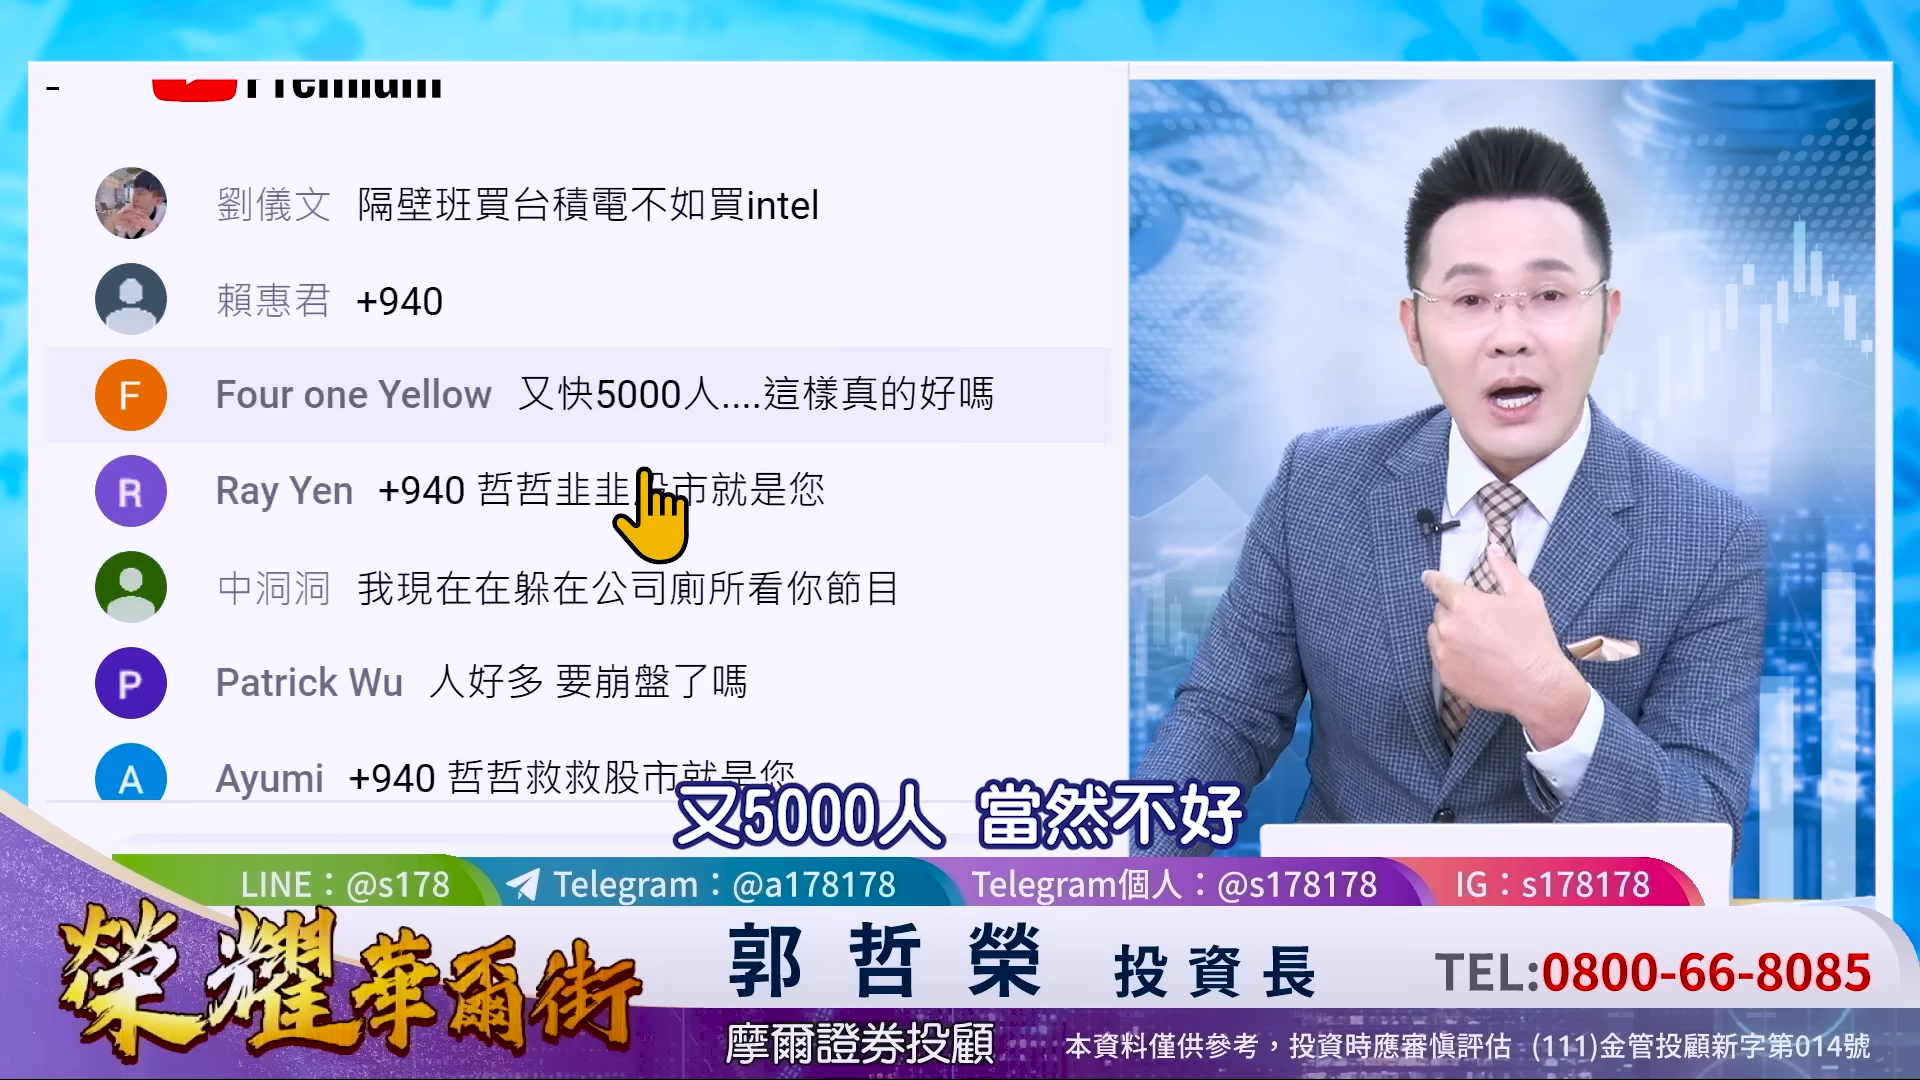 Premium
劉儀文 隔壁班買台積電不如買intel
賴惠君 +940
F Four one Yellow 又快5000人....這樣真的好嗎
R Ray Yen +940 哲哲韭韭股市就是您
中洞洞 我現在在躲在公司廁所看你節目
P Patrick Wu 人好多 要崩盤了嗎
A Ayumi +940 哲哲救救股市就是您
又5000人 當然不好
LINE：@s178 Telegram：@a178178 Telegram個人：@s178178 IG：s178178
榮耀華爾街
郭哲榮 投資長 TEL:0800-66-8085
摩爾證券投顧 本資料僅供參考，投資時應審慎評估 (111)金管投顧新字第014號